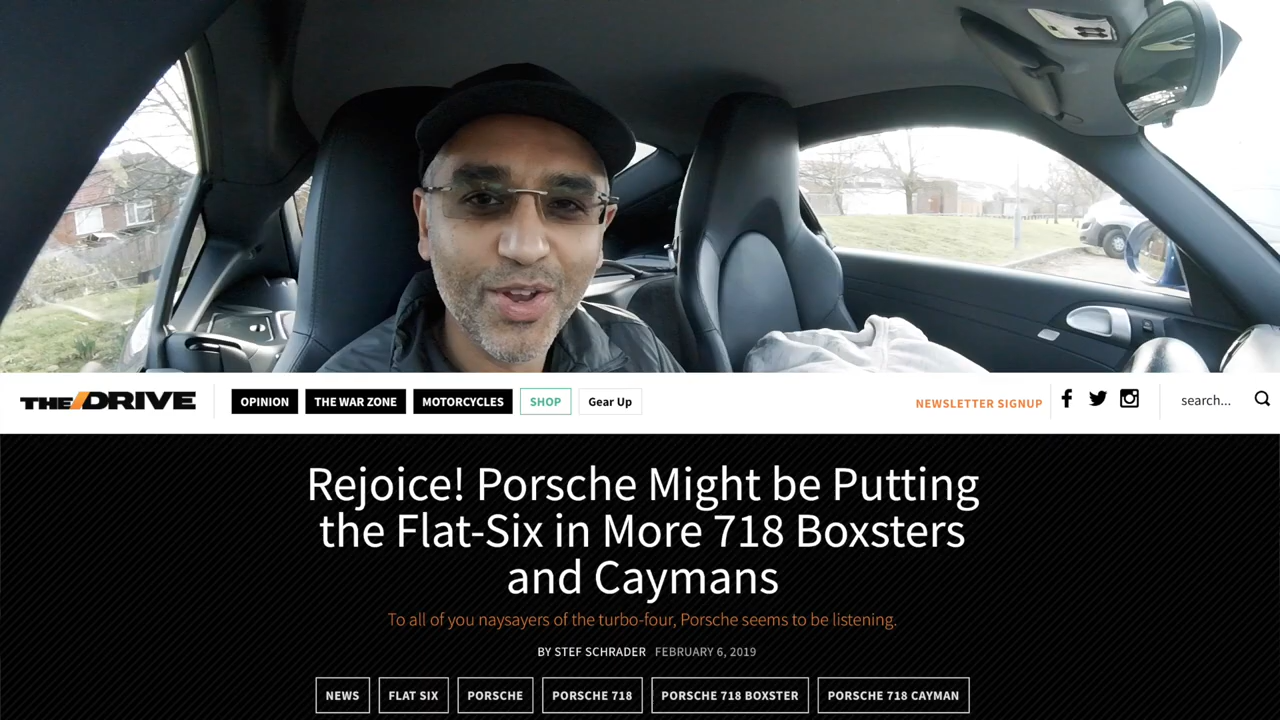 THE/DRIVE
OPINION
THE WAR ZONE
MOTORCYCLES
SHOP
Gear Up
NEWSLETTER SIGNUP
search...
Rejoice! Porsche Might be Putting
the Flat-Six in More 718 Boxsters
and Caymans
To all of you naysayers of the turbo-four, Porsche seems to be listening.
BY STEF SCHRADER FEBRUARY 6, 2019
NEWS
FLAT SIX
PORSCHE
PORSCHE 718
PORSCHE 718 BOXSTER
PORSCHE 718 CAYMAN